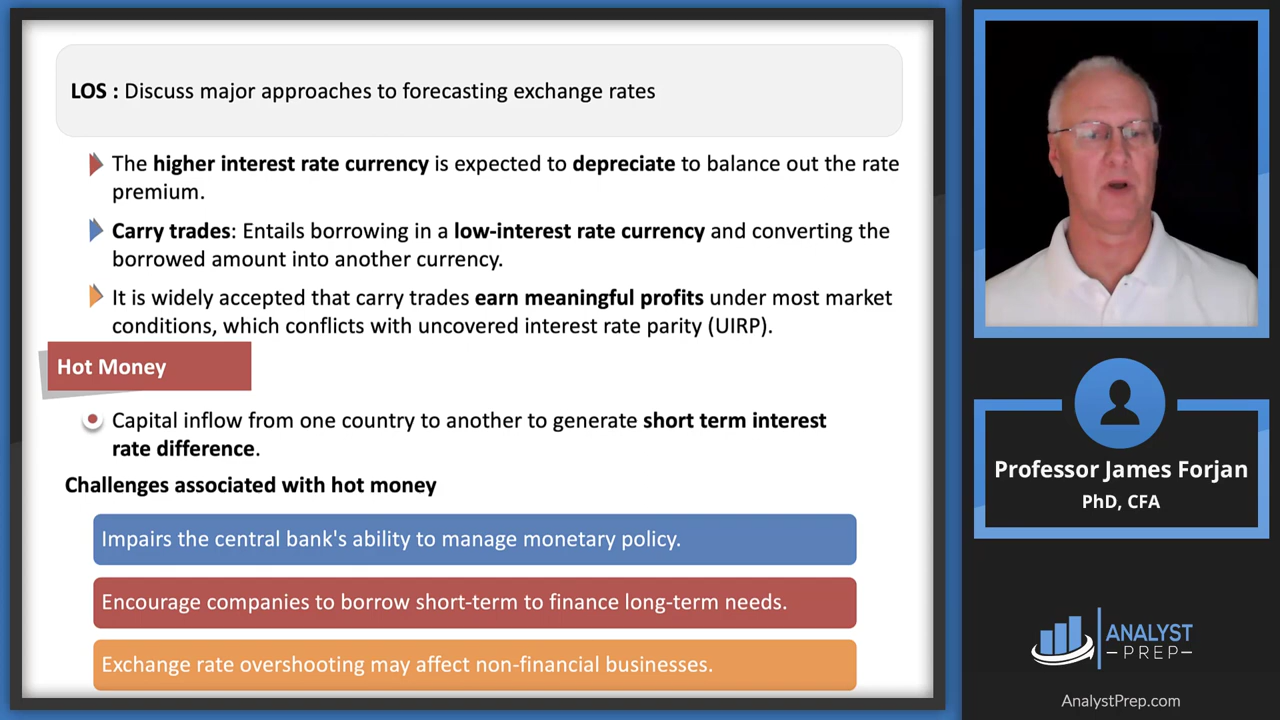 LOS : Discuss major approaches to forecasting exchange rates
The higher interest rate currency is expected to depreciate to balance out the rate
premium.
Carry trades: Entails borrowing in a low-interest rate currency and converting the
borrowed amount into another currency.
It is widely accepted that carry trades earn meaningful profits under most market
conditions, which conflicts with uncovered interest rate parity (UIRP).
Hot Money
Capital inflow from one country to another to generate short term interest
rate difference.
Challenges associated with hot money
Impairs the central bank's ability to manage monetary policy.
Encourage companies to borrow short-term to finance long-term needs.
Exchange rate overshooting may affect non-financial businesses.
Professor James Forjan
PhD, CFA
ANALYST
—PREP—
AnalystPrep.com